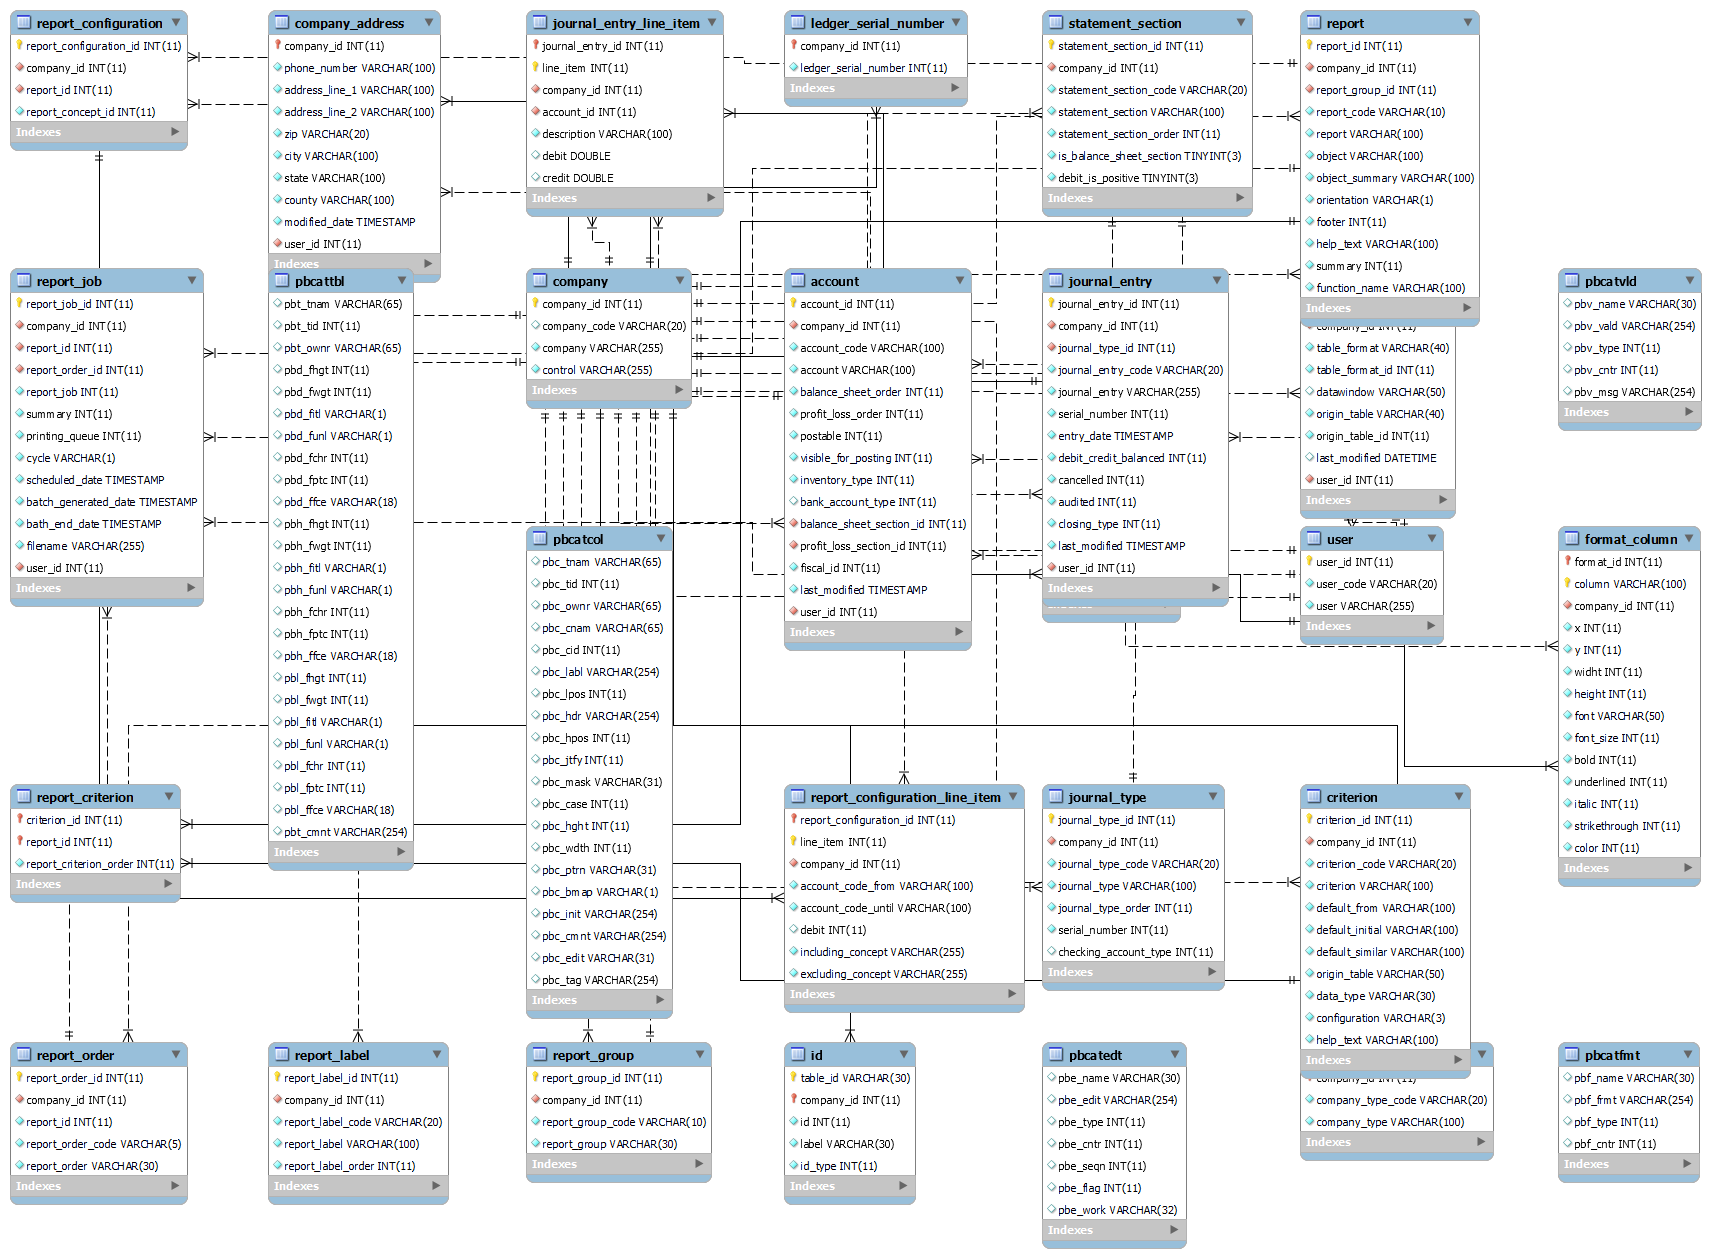 report_configuration
report_configuration_id INT(11)
company_id INT(11)
report_id INT(11)
report_concept_id INT(11)
Indexes
company_address
company_id INT(11)
phone_number VARCHAR(100)
address_line_1 VARCHAR(100)
address_line_2 VARCHAR(100)
zip VARCHAR(20)
city VARCHAR(100)
state VARCHAR(100)
county VARCHAR(100)
modified_date TIMESTAMP
user_id INT(11)
Indexes
journal_entry_line_item
journal_entry_id INT(11)
line_item INT(11)
company_id INT(11)
account_id INT(11)
description VARCHAR(100)
debit DOUBLE
credit DOUBLE
Indexes
ledger_serial_number
company_id INT(11)
ledger_serial_number INT(11)
Indexes
statement_section
statement_section_id INT(11)
company_id INT(11)
statement_section_code VARCHAR(20)
statement_section VARCHAR(100)
statement_section_order INT(11)
is_balance_sheet_section TINYINT(3)
debit_is_positive TINYINT(3)
Indexes
report
report_id INT(11)
company_id INT(11)
report_group_id INT(11)
report_code VARCHAR(10)
report VARCHAR(100)
object VARCHAR(100)
object_summary VARCHAR(100)
orientation VARCHAR(1)
footer INT(11)
help_text VARCHAR(100)
summary INT(11)
function_name VARCHAR(100)
Indexes
report_job
report_job_id INT(11)
company_id INT(11)
report_id INT(11)
report_order_id INT(11)
report_job INT(11)
summary INT(11)
printing_queue INT(11)
cycle VARCHAR(1)
scheduled_date TIMESTAMP
batch_generated_date TIMESTAMP
bath_end_date TIMESTAMP
filename VARCHAR(255)
user_id INT(11)
Indexes
pbcattbl
pbt_tnam VARCHAR(65)
pbt_tid INT(11)
pbt_ownr VARCHAR(65)
pbd_fhgt INT(11)
pbd_fwgt INT(11)
pbd_fitl VARCHAR(1)
pbd_funl VARCHAR(1)
pbd_fchr INT(11)
pbd_fptc INT(11)
pbd_ffce VARCHAR(18)
pbh_fhgt INT(11)
pbh_fwgt INT(11)
pbh_fitl VARCHAR(1)
pbh_funl VARCHAR(1)
pbh_fchr INT(11)
pbh_fptc INT(11)
pbh_ffce VARCHAR(18)
pbl_fhgt INT(11)
pbl_fwgt INT(11)
pbl_fitl VARCHAR(1)
pbl_funl VARCHAR(1)
pbl_fchr INT(11)
pbl_fptc INT(11)
pbl_ffce VARCHAR(18)
pbt_cmnt VARCHAR(254)
Indexes
company
company_id INT(11)
company_code VARCHAR(20)
company VARCHAR(255)
control VARCHAR(255)
Indexes
account
account_id INT(11)
company_id INT(11)
account_code VARCHAR(100)
account VARCHAR(100)
balance_sheet_order INT(11)
profit_loss_order INT(11)
postable INT(11)
visible_for_posting INT(11)
inventory_type INT(11)
bank_account_type INT(11)
balance_sheet_section_id INT(11)
profit_loss_section_id INT(11)
fiscal_id INT(11)
last_modified TIMESTAMP
user_id INT(11)
Indexes
journal_entry
journal_entry_id INT(11)
company_id INT(11)
journal_type_id INT(11)
journal_entry_code VARCHAR(20)
journal_entry VARCHAR(255)
serial_number INT(11)
entry_date TIMESTAMP
debit_credit_balanced INT(11)
cancelled INT(11)
audited INT(11)
closing_type INT(11)
last_modified TIMESTAMP
user_id INT(11)
Indexes
Indexes
company_id INT(11)
table_format VARCHAR(40)
table_format_id INT(11)
datawindow VARCHAR(50)
origin_table VARCHAR(40)
origin_table_id INT(11)
last_modified DATETIME
user_id INT(11)
Indexes
pbcatvld
pbv_name VARCHAR(30)
pbv_vald VARCHAR(254)
pbv_type INT(11)
pbv_cntr INT(11)
pbv_msg VARCHAR(254)
Indexes
pbcatcol
pbc_tnam VARCHAR(65)
pbc_tid INT(11)
pbc_ownr VARCHAR(65)
pbc_cnam VARCHAR(65)
pbc_cid INT(11)
pbc_labl VARCHAR(254)
pbc_lpos INT(11)
pbc_hdr VARCHAR(254)
pbc_hpos INT(11)
pbc_jtfy INT(11)
pbc_mask VARCHAR(31)
pbc_case INT(11)
pbc_hght INT(11)
pbc_wdth INT(11)
pbc_ptrn VARCHAR(31)
pbc_bmap VARCHAR(1)
pbc_init VARCHAR(254)
pbc_cmnt VARCHAR(254)
pbc_edit VARCHAR(31)
pbc_tag VARCHAR(254)
Indexes
user
user_id INT(11)
user_code VARCHAR(20)
user VARCHAR(255)
Indexes
format_column
format_id INT(11)
column VARCHAR(100)
company_id INT(11)
x INT(11)
y INT(11)
widht INT(11)
height INT(11)
font VARCHAR(50)
font_size INT(11)
bold INT(11)
underlined INT(11)
italic INT(11)
strikethrough INT(11)
color INT(11)
Indexes
report_criterion
criterion_id INT(11)
report_id INT(11)
report_criterion_order INT(11)
Indexes
report_configuration_line_item
report_configuration_id INT(11)
line_item INT(11)
company_id INT(11)
account_code_from VARCHAR(100)
account_code_until VARCHAR(100)
debit INT(11)
including_concept VARCHAR(255)
excluding_concept VARCHAR(255)
Indexes
journal_type
journal_type_id INT(11)
company_id INT(11)
journal_type_code VARCHAR(20)
journal_type VARCHAR(100)
journal_type_order INT(11)
serial_number INT(11)
checking_account_type INT(11)
Indexes
criterion
criterion_id INT(11)
company_id INT(11)
criterion_code VARCHAR(20)
criterion VARCHAR(100)
default_from VARCHAR(100)
default_initial VARCHAR(100)
default_similar VARCHAR(100)
origin_table VARCHAR(50)
data_type VARCHAR(30)
configuration VARCHAR(3)
help_text VARCHAR(100)
Indexes
report_order
report_order_id INT(11)
company_id INT(11)
report_id INT(11)
report_order_code VARCHAR(5)
report_order VARCHAR(30)
Indexes
report_label
report_label_id INT(11)
company_id INT(11)
report_label_code VARCHAR(20)
report_label VARCHAR(100)
report_label_order INT(11)
Indexes
report_group
report_group_id INT(11)
company_id INT(11)
report_group_code VARCHAR(10)
report_group VARCHAR(30)
Indexes
id
table_id VARCHAR(30)
company_id INT(11)
id INT(11)
label VARCHAR(30)
id_type INT(11)
Indexes
pbcatedt
pbe_name VARCHAR(30)
pbe_edit VARCHAR(254)
pbe_type INT(11)
pbe_cntr INT(11)
pbe_seqn INT(11)
pbe_flag INT(11)
pbe_work VARCHAR(32)
Indexes
company_id INT(11)
company_type_code VARCHAR(20)
company_type VARCHAR(100)
Indexes
pbcatfmt
pbf_name VARCHAR(30)
pbf_frmt VARCHAR(254)
pbf_type INT(11)
pbf_cntr INT(11)
Indexes